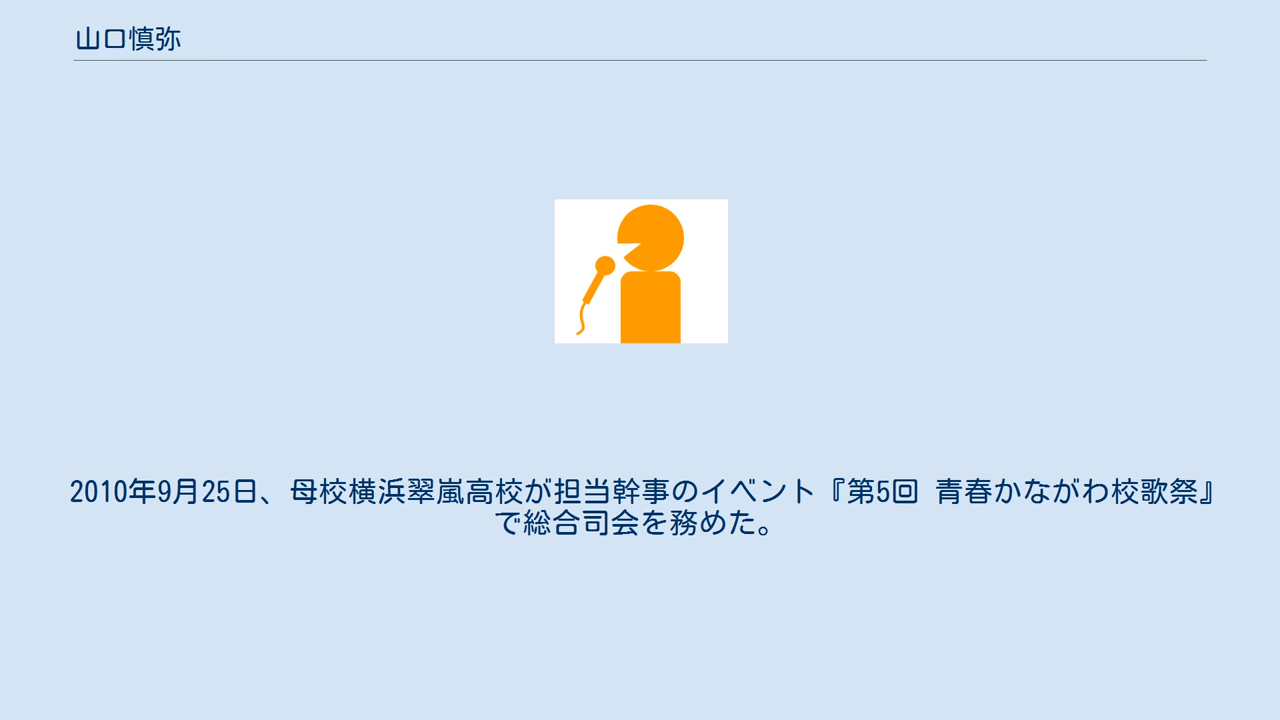 山口慎弥
2010年9月25日、母校横浜翠嵐高校が担当幹事のイベント『第5回 青春かながわ校歌祭』
で総合司会を務めた。